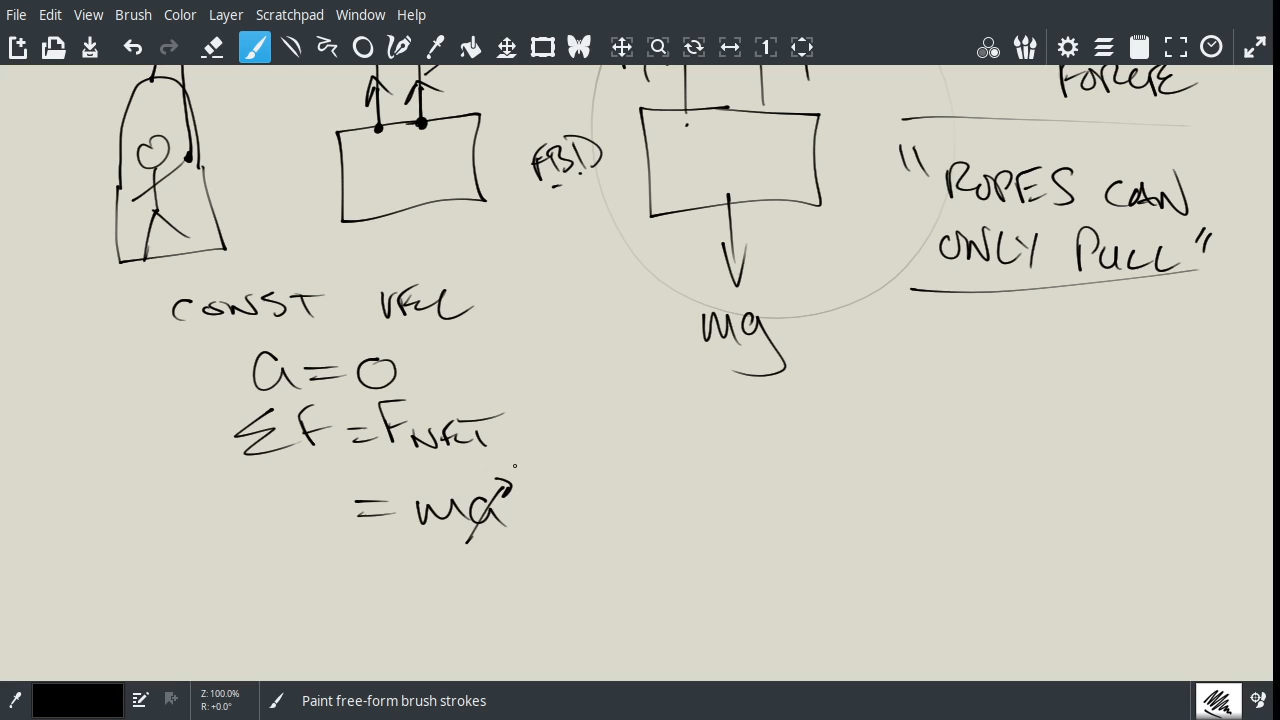 File Edit View Brush Color Layer Scratchpad Window Help
1
FORCE
FBD
"ROPES CAN
ONLY PULL"
CONST VEL
mg
a = 0
ΣF = FNET
= ma
Z: 100.0%
R: +0.0°
Paint free-form brush strokes